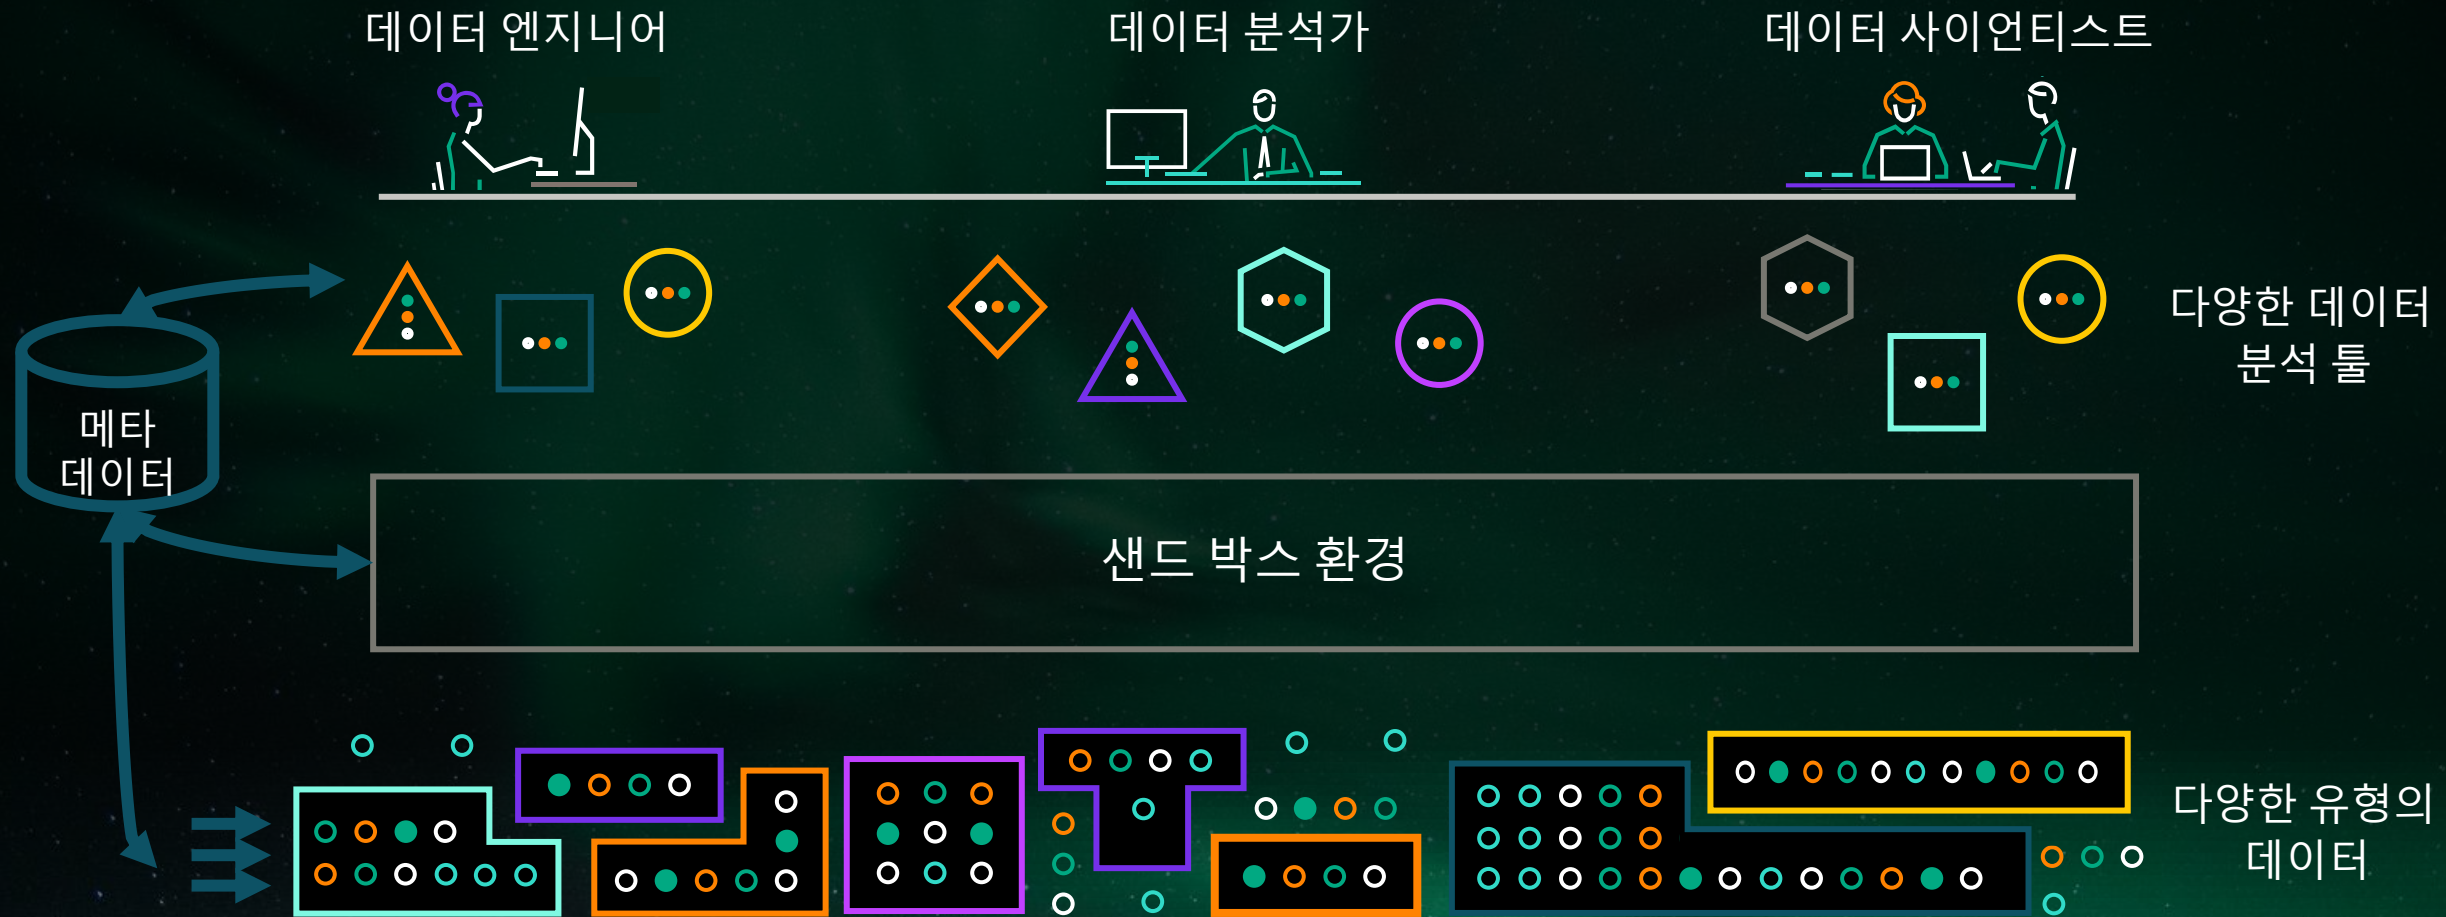 데이터 엔지니어
데이터 분석가
데이터 사이언티스트
다양한 데이터
분석 툴
메타
데이터
샌드 박스 환경
다양한 유형의
데이터